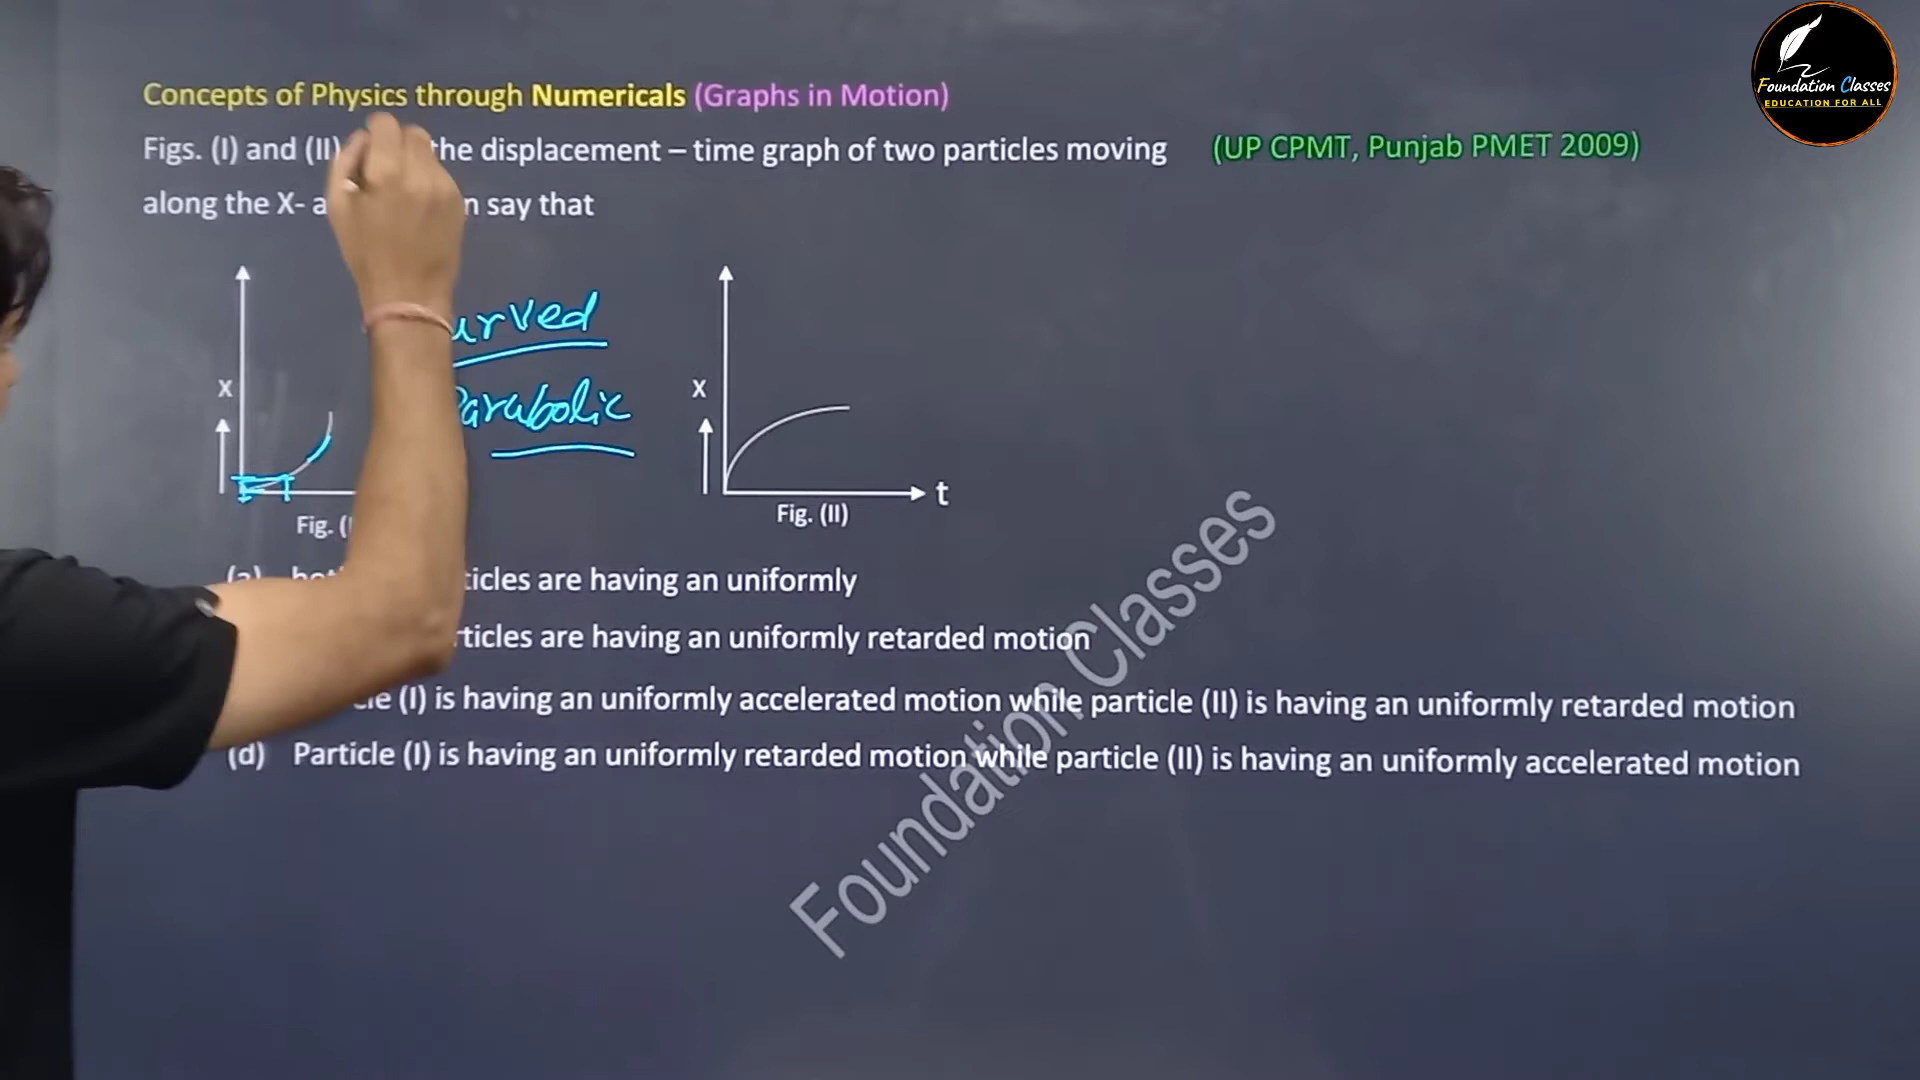 Foundation Classes
EDUCATION FOR ALL
Concepts of Physics through Numericals (Graphs in Motion)
Figs. (I) and (II) the displacement – time graph of two particles moving (UP CPMT, Punjab PMET 2009)
along the X- say that
urved
Parabolic
X
X
t
Fig. Fig. (II)
(a) are having an uniformly
are having an uniformly retarded motion
(I) is having an uniformly accelerated motion while particle (II) is having an uniformly retarded motion
(d) Particle (I) is having an uniformly retarded motion while particle (II) is having an uniformly accelerated motion
Foundation Classes